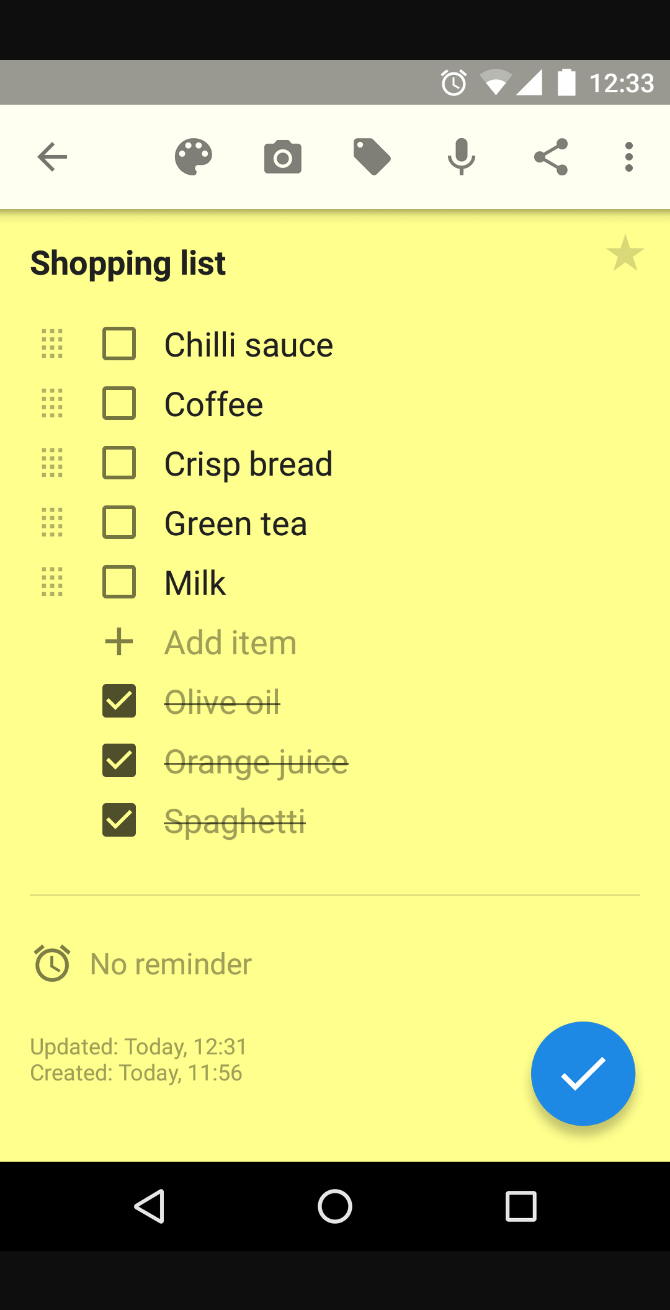 12:33
Shopping list
Chilli sauce
Coffee
Crisp bread
Green tea
Milk
Add item
Olive oil
Orange juice
Spaghetti
No reminder
Updated: Today, 12:31
Created: Today, 11:56